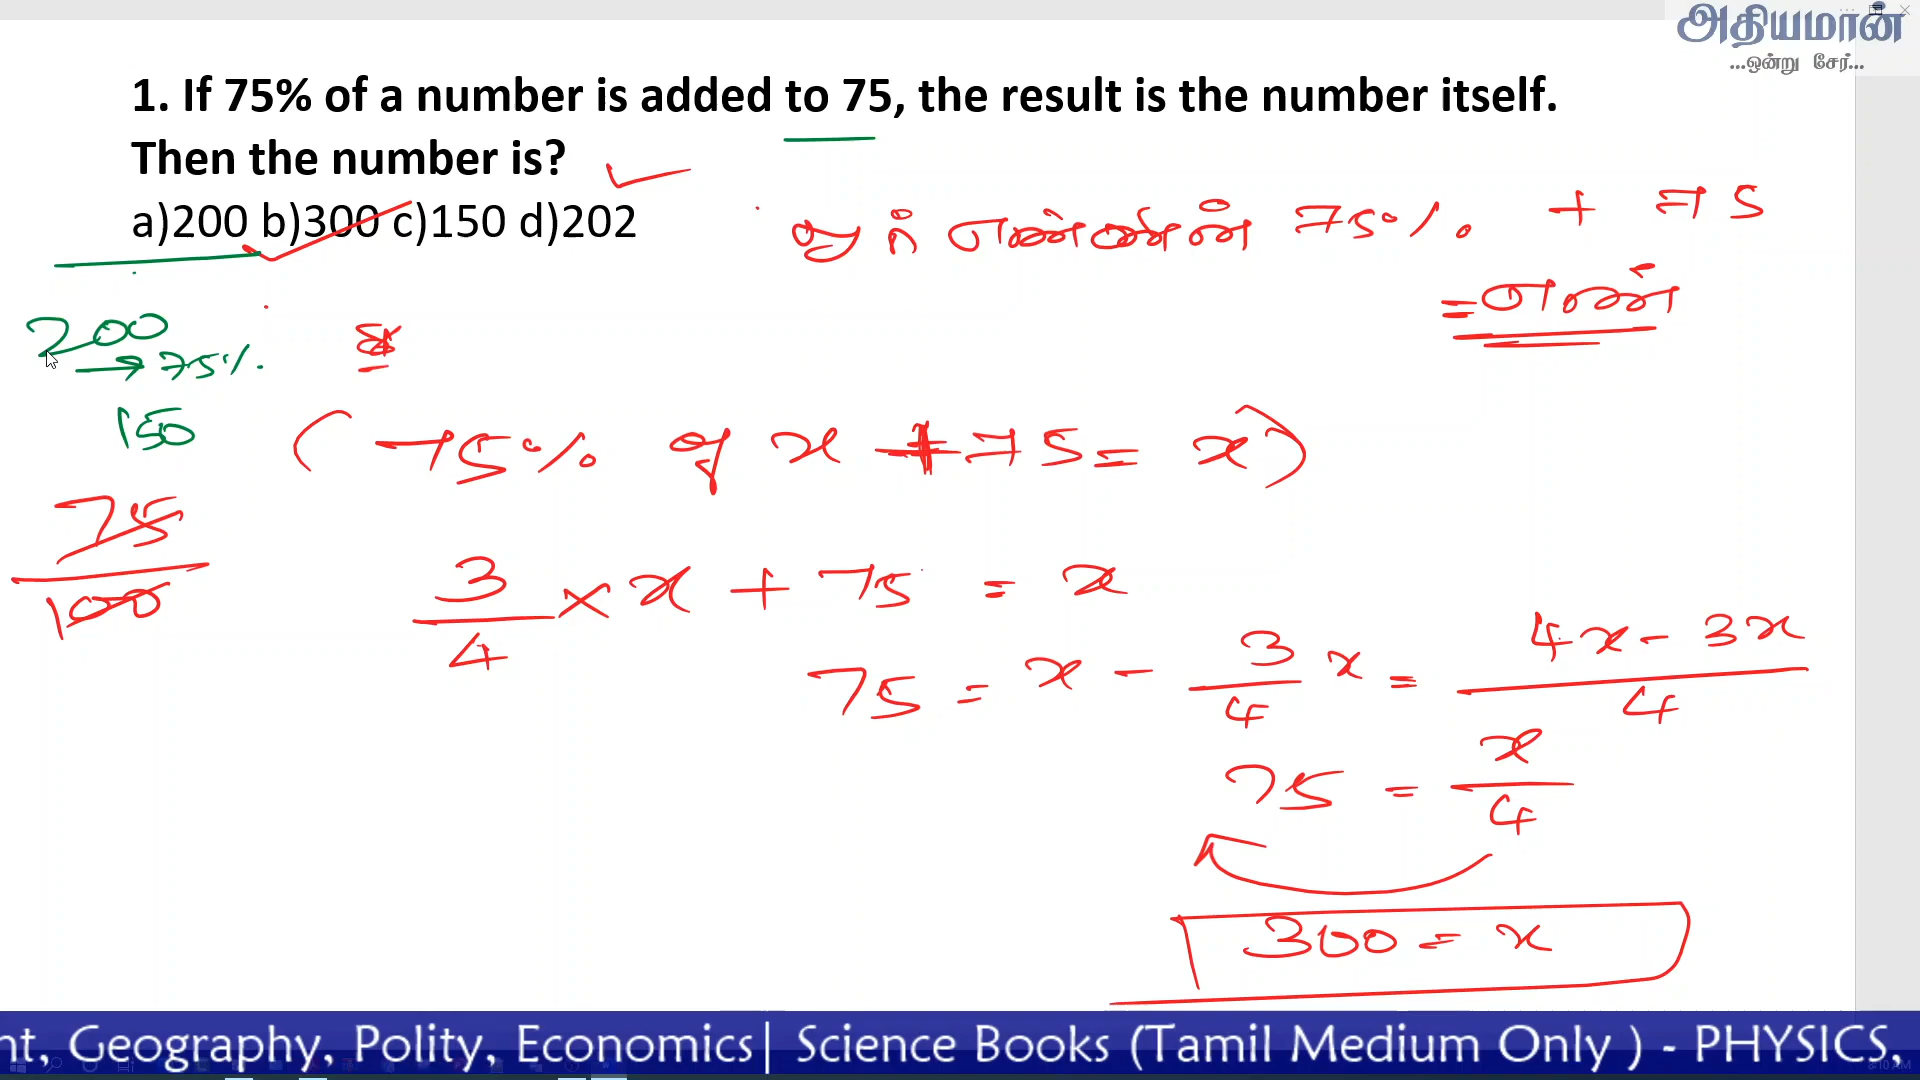 அதியமான்
...ஒன்று சேர்...
1. If 75% of a number is added to 75, the result is the number itself.
Then the number is?
a)200 b)300 c)150 d)202
ஒரு எண்ணின் 75% + 75
= எண்
200
→ 75%
150
(75% of x + 75 = x)
75
100
3/4 × x + 75 = x
75 = x - 3/4 x = 4x - 3x / 4
75 = x/4
300 = x
nt, Geography, Polity, Economics| Science Books (Tamil Medium Only ) - PHYSICS,